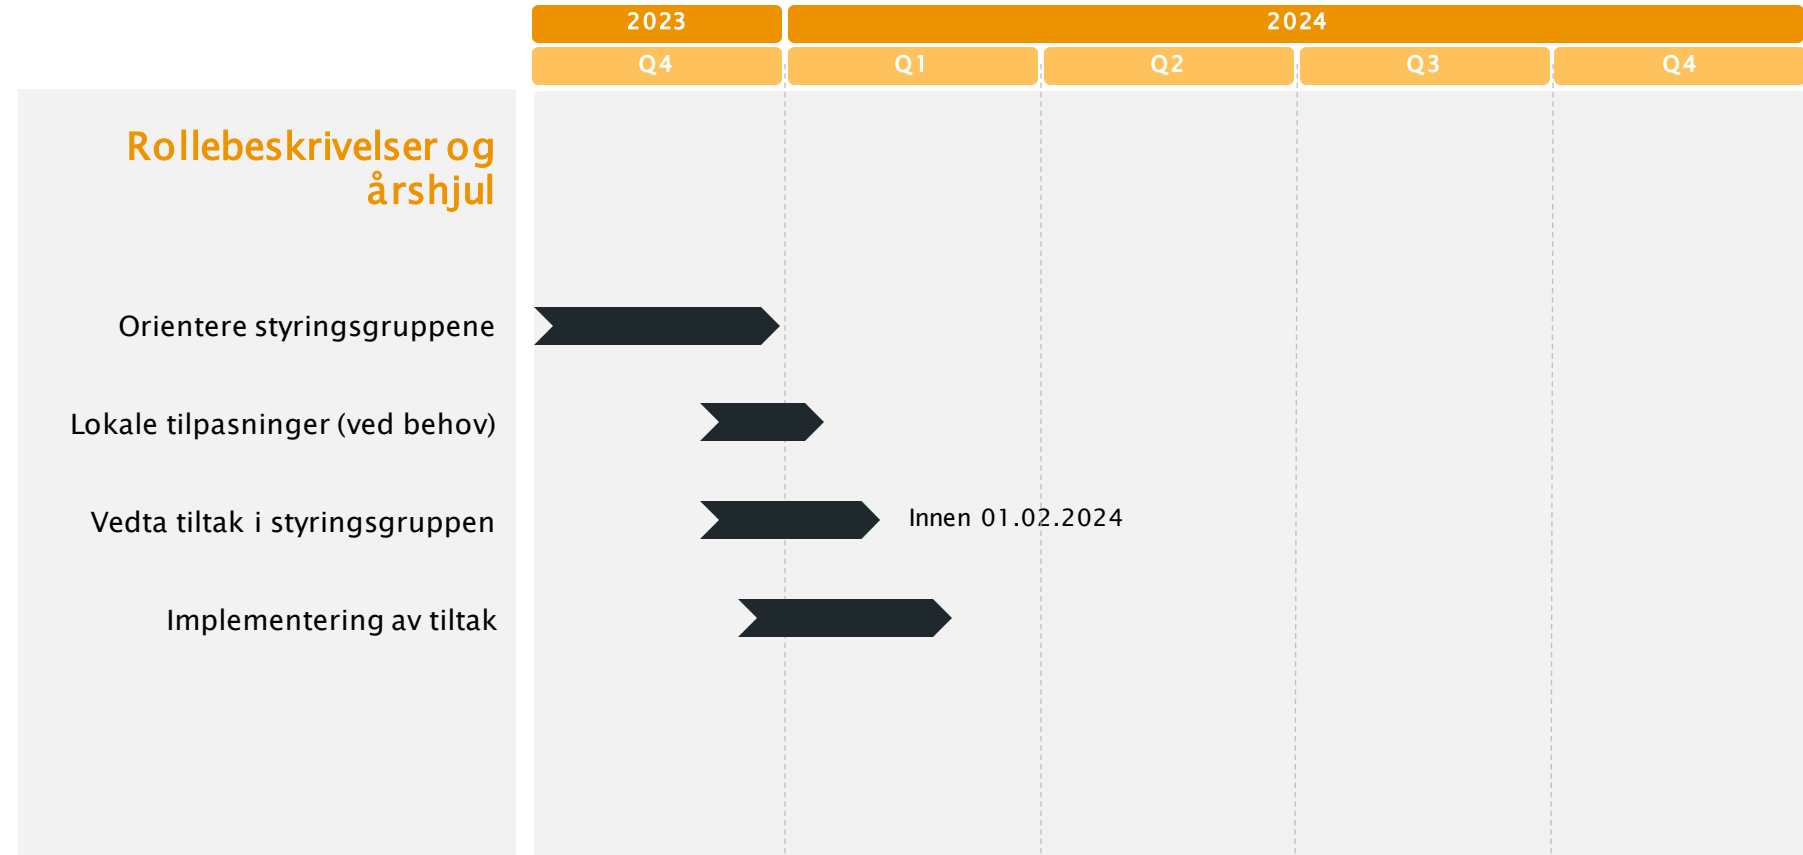 2023
2024
Q4
Q1
Q2
Q3
Q4
Rollebeskrivelser og
årshjul
Orientere styringsgruppene
Lokale tilpasninger (ved behov)
Vedta tiltak i styringsgruppen
Innen 01.02.2024
Implementering av tiltak